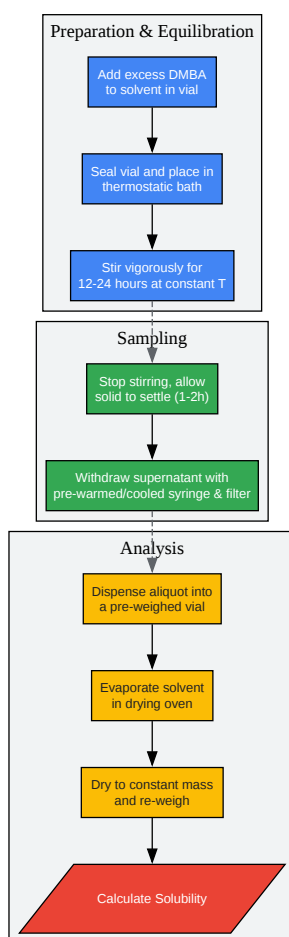 Preparation & Equilibration
Add excess DMBA
to solvent in vial
Seal vial and place in
thermostatic bath
Stir vigorously for
12-24 hours at constant T
Sampling
Stop stirring, allow
solid to settle (1-2h)
Withdraw supernatant with
pre-warmed/cooled syringe & filter
Analysis
Dispense aliquot into
a pre-weighed vial
Evaporate solvent
in drying oven
Dry to constant mass
and re-weigh
Calculate Solubility